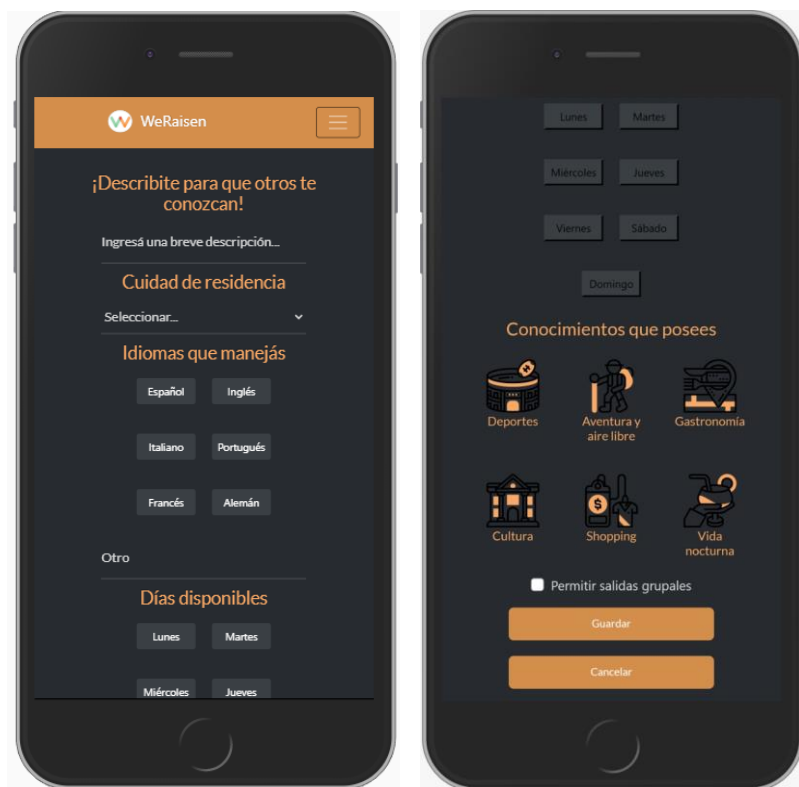 WeRaisen
¡Describite para que otros te
conozcan!
Ingresá una breve descripción...
Cuidad de residencia
Seleccionar...
Idiomas que manejás
Español Inglés
Italiano Portugués
Francés Alemán
Otro
Días disponibles
Lunes Martes
Miércoles Jueves
Lunes Martes
Miércoles Jueves
Viernes Sábado
Domingo
Conocimientos que posees
Deportes Aventura y Gastronomía
aire libre
Cultura Shopping Vida
nocturna
Permitir salidas grupales
Guardar
Cancelar